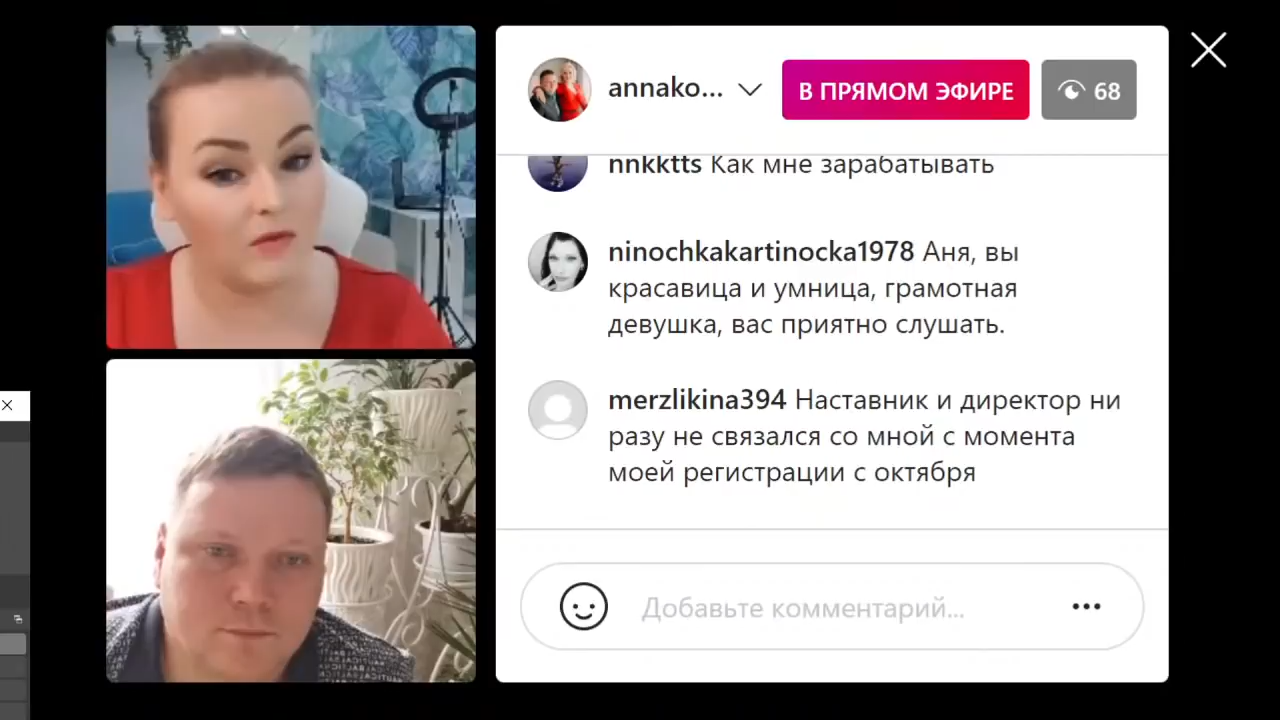 annako...
В ПРЯМОМ ЭФИРЕ
68
nnkktts Как мне зарабатывать
ninochkakartinocka1978 Аня, вы
красавица и умница, грамотная
девушка, вас приятно слушать.
merzlikina394 Наставник и директор ни
разу не связался со мной с момента
моей регистрации с октября
Добавьте комментарий...